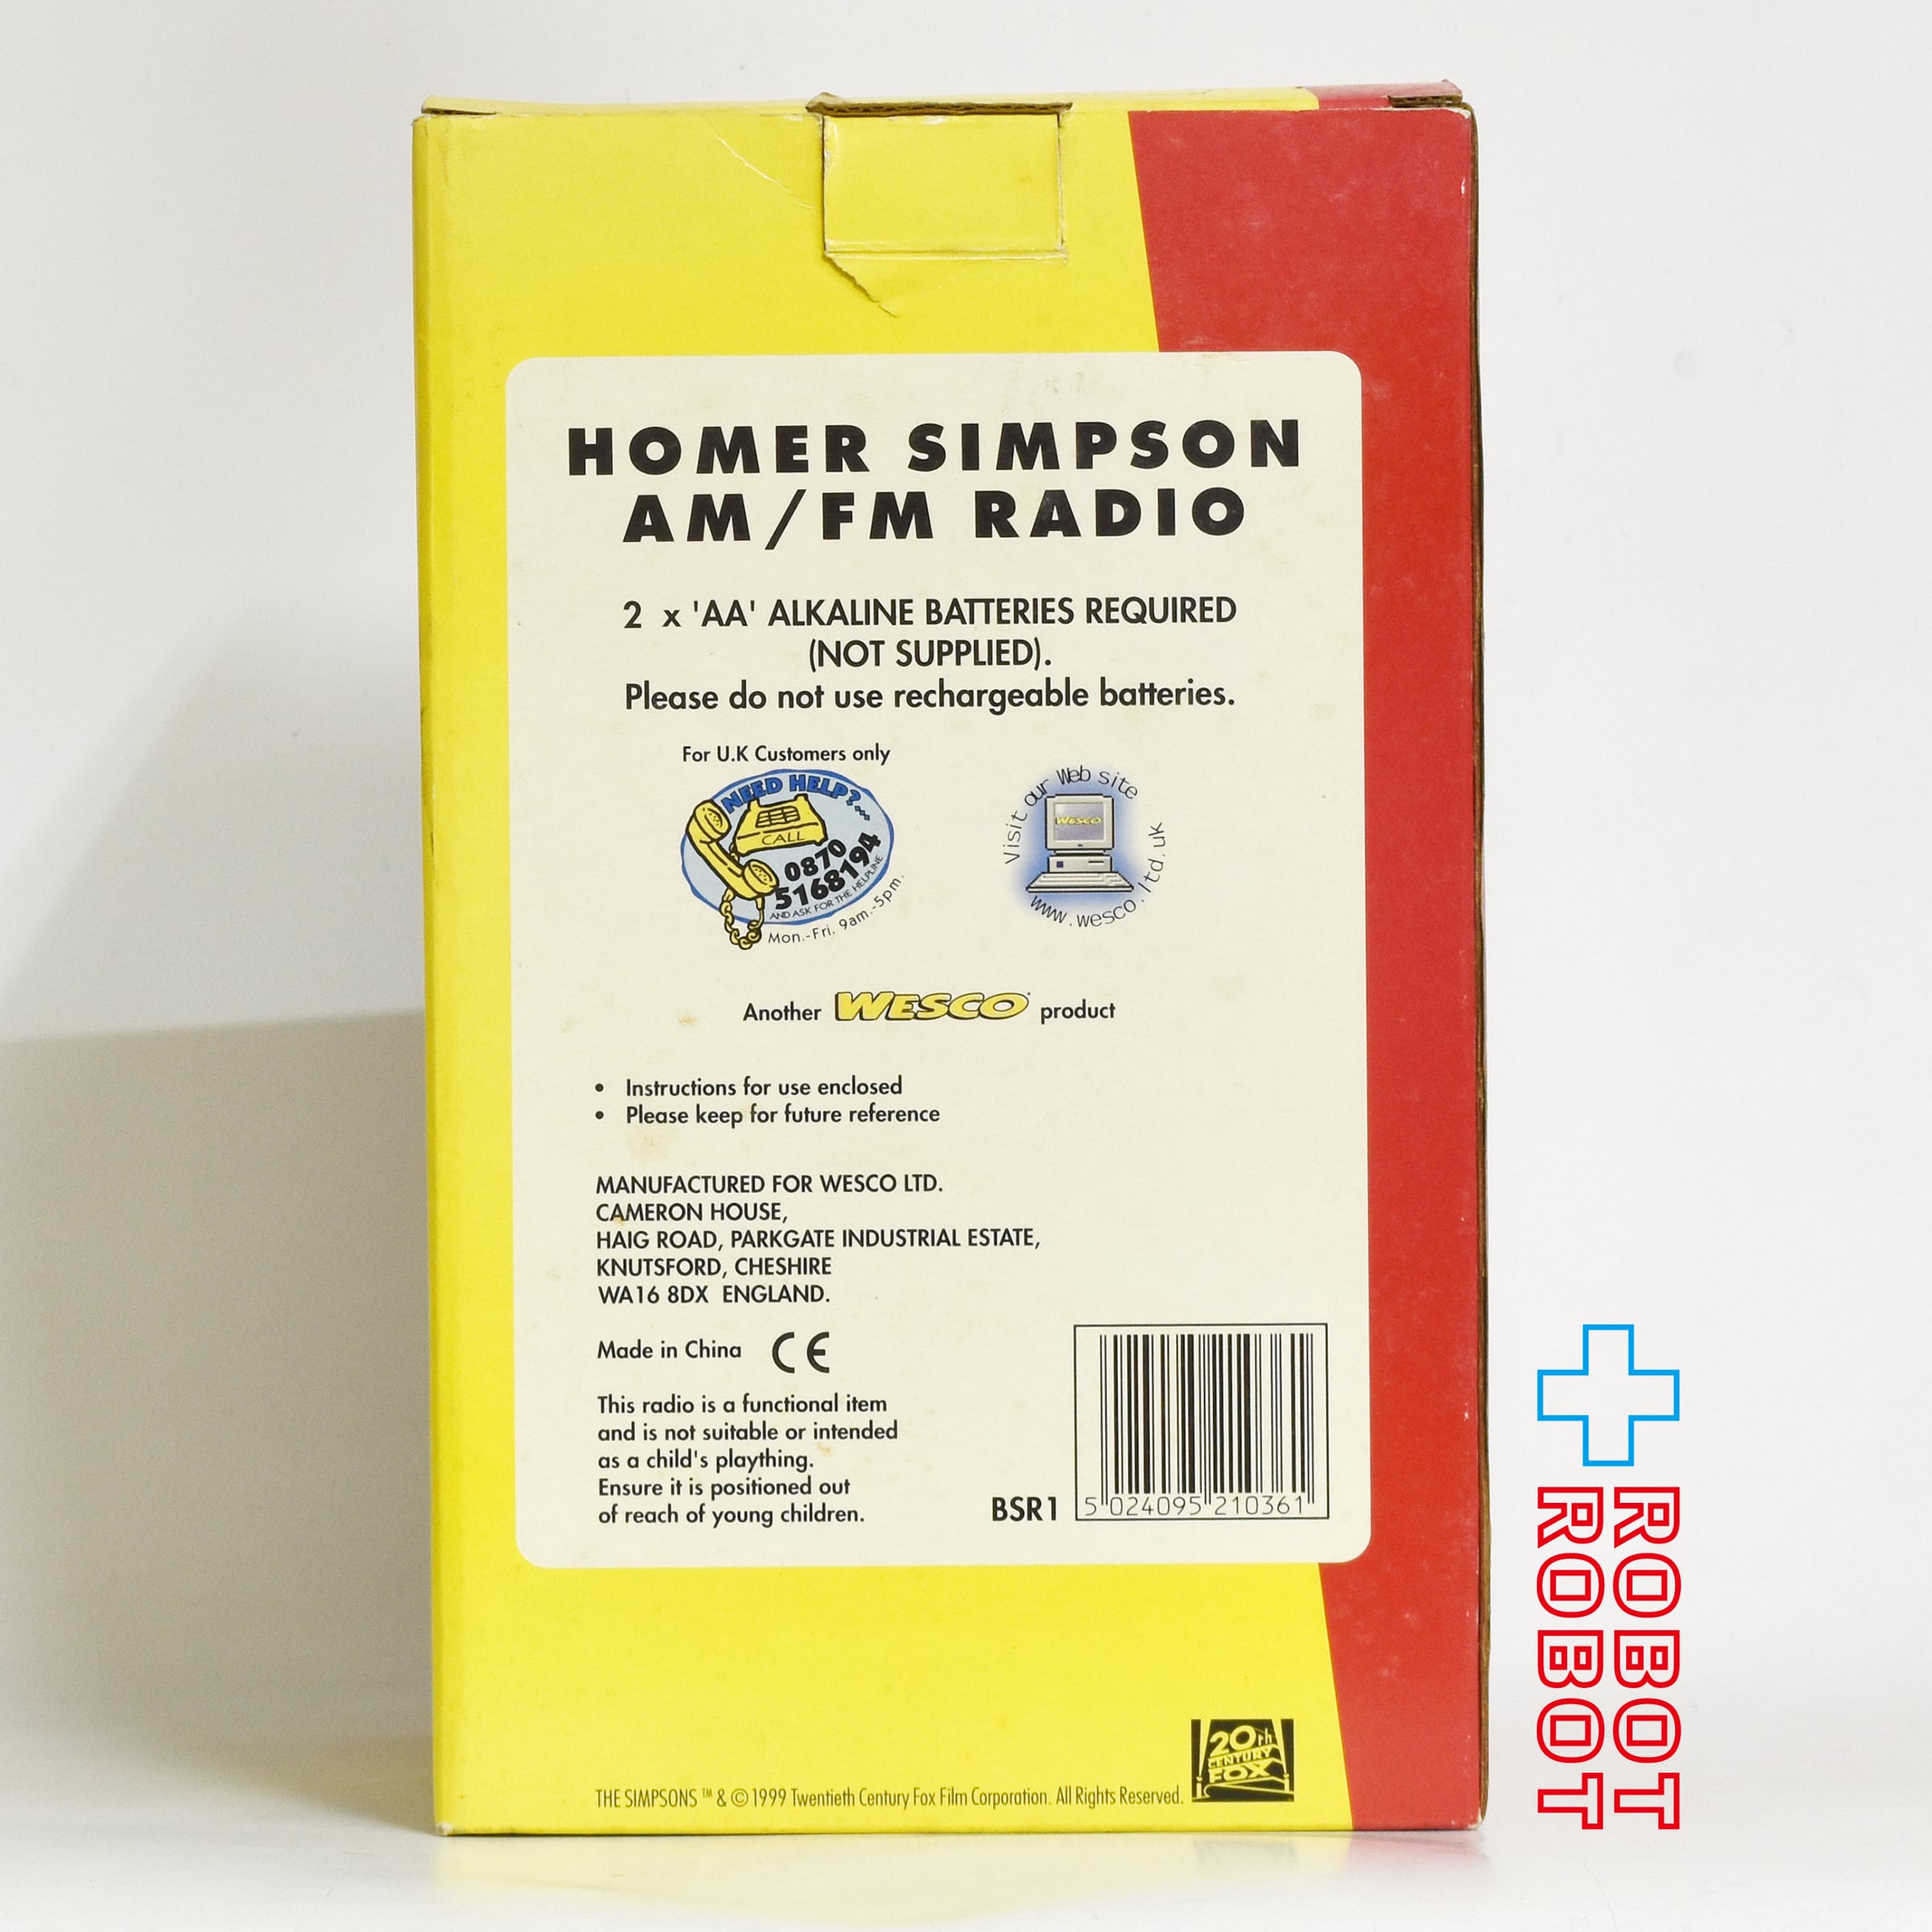 HOMER SIMPSON
AM/FM RADIO
2 x 'AA' ALKALINE BATTERIES REQUIRED
(NOT SUPPLIED).
Please do not use rechargeable batteries.
For U.K Customers only
NEED HELP?...
CALL
0870
5168194
AND ASK FOR THE HELPLINE
Mon.-Fri. 9am.-5pm.
Visit our Web site
WESCO
www.wesco.ltd.uk
Another WESCO product
• Instructions for use enclosed
• Please keep for future reference
MANUFACTURED FOR WESCO LTD.
CAMERON HOUSE,
HAIG ROAD, PARKGATE INDUSTRIAL ESTATE,
KNUTSFORD, CHESHIRE
WA16 8DX ENGLAND.
Made in China CE
This radio is a functional item
and is not suitable or intended
as a child's plaything.
Ensure it is positioned out
of reach of young children.
BSR1
5 024095 210361
20th
CENTURY
FOX
THE SIMPSONS ™ & © 1999 Twentieth Century Fox Film Corporation. All Rights Reserved.
ROBOT
ROBOT